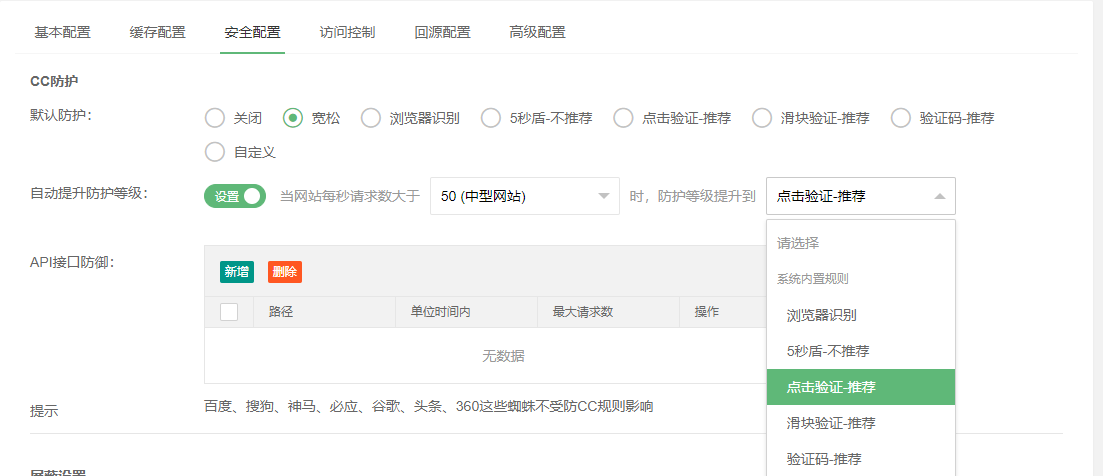 基本配置 缓存配置 安全配置 访问控制 回源配置 高级配置
CC防护
默认防护: 关闭 宽松 浏览器识别 5秒盾-不推荐 点击验证-推荐 滑块验证-推荐 验证码-推荐
自定义
自动提升防护等级: 设置 当网站每秒请求数大于 50 (中型网站) 时，防护等级提升到 点击验证-推荐
请选择
API接口防御: 新增 删除 系统内置规则
路径 单位时间内 最大请求数 操作 浏览器识别
无数据 5秒盾-不推荐
点击验证-推荐
提示 百度、搜狗、神马、必应、谷歌、头条、360这些蜘蛛不受防CC规则影响
滑块验证-推荐
验证码-推荐